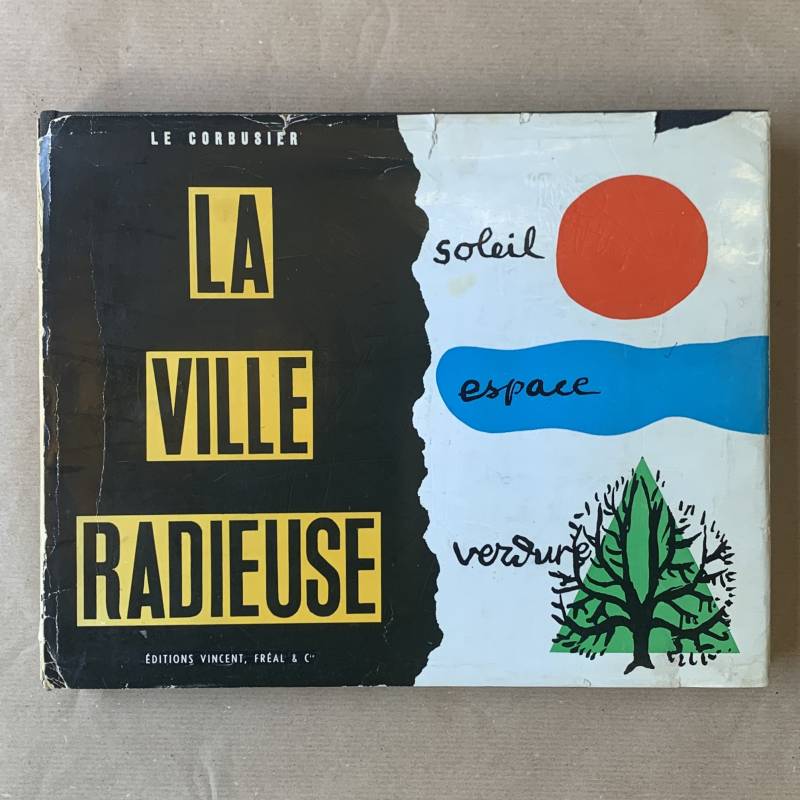 LE CORBUSIER
LA
VILLE
RADIEUSE
ÉDITIONS VINCENT, FRÉAL & Cie
soleil
espace
verdure